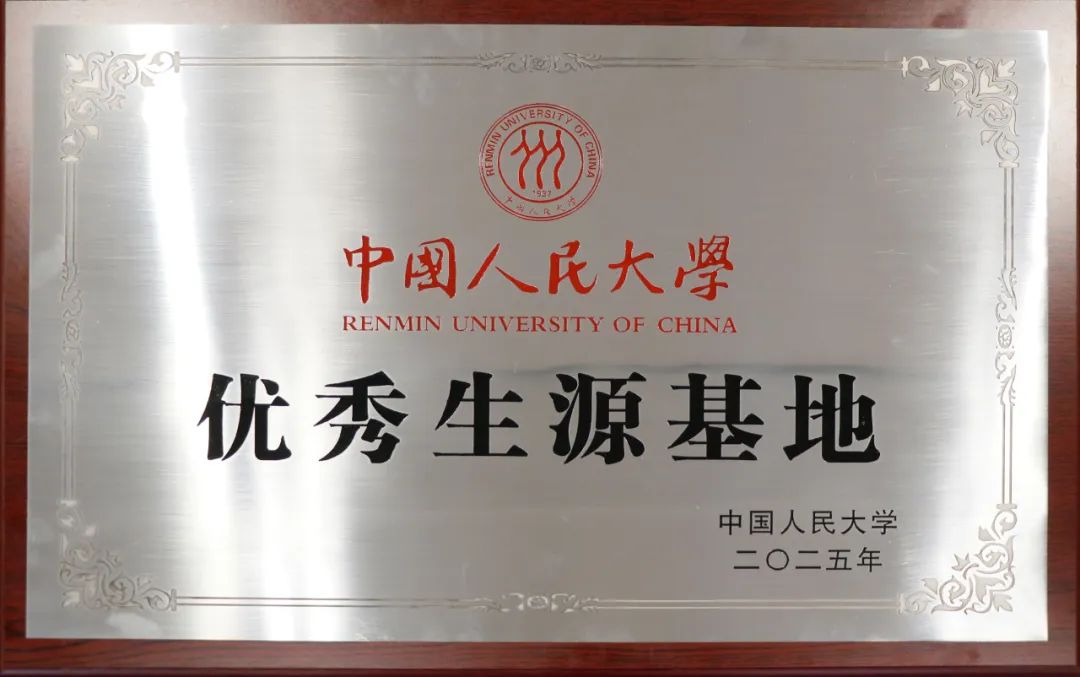 RENMIN UNIVERSITY OF CHINA
1937
中国人民大学
中國人民大學
RENMIN UNIVERSITY OF CHINA
优秀生源基地
中国人民大学
二〇二五年